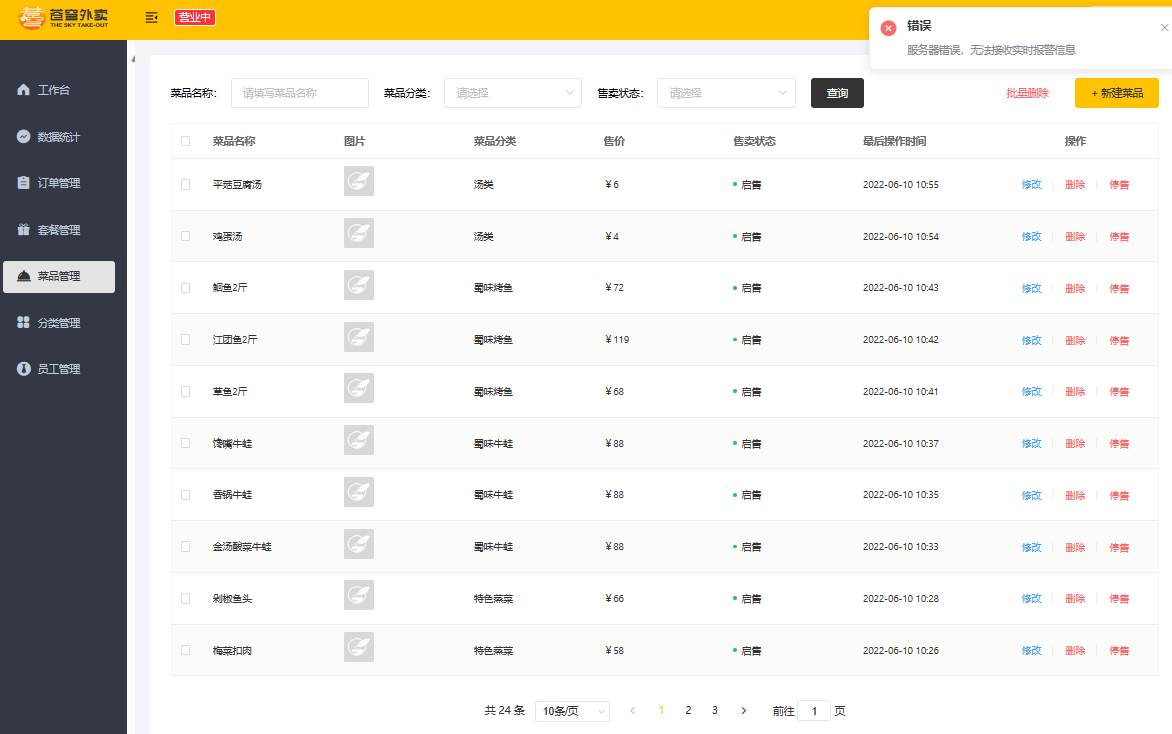 苍穹外卖
THE SKY TAKE-OUT
营业中
错误
服务器错误，无法接收实时报警信息
工作台
数据统计
订单管理
套餐管理
菜品管理
分类管理
员工管理
菜品名称： 请填写菜品名称 菜品分类： 请选择 售卖状态： 请选择 查询 批量删除 + 新建菜品
菜品名称 图片 菜品分类 售价 售卖状态 最后操作时间 操作
平菇豆腐汤 汤类 ￥6 启售 2022-06-10 10:55 修改 删除 停售
鸡蛋汤 汤类 ￥4 启售 2022-06-10 10:54 修改 删除 停售
鮰鱼2斤 蜀味烤鱼 ￥72 启售 2022-06-10 10:43 修改 删除 停售
江团鱼2斤 蜀味烤鱼 ￥119 启售 2022-06-10 10:42 修改 删除 停售
草鱼2斤 蜀味烤鱼 ￥68 启售 2022-06-10 10:41 修改 删除 停售
馋嘴牛蛙 蜀味牛蛙 ￥88 启售 2022-06-10 10:37 修改 删除 停售
香锅牛蛙 蜀味牛蛙 ￥88 启售 2022-06-10 10:35 修改 删除 停售
金汤酸菜牛蛙 蜀味牛蛙 ￥88 启售 2022-06-10 10:33 修改 删除 停售
剁椒鱼头 特色蒸菜 ￥66 启售 2022-06-10 10:28 修改 删除 停售
梅菜扣肉 特色蒸菜 ￥58 启售 2022-06-10 10:26 修改 删除 停售
共 24 条 10条/页 1 2 3 前往 1 页